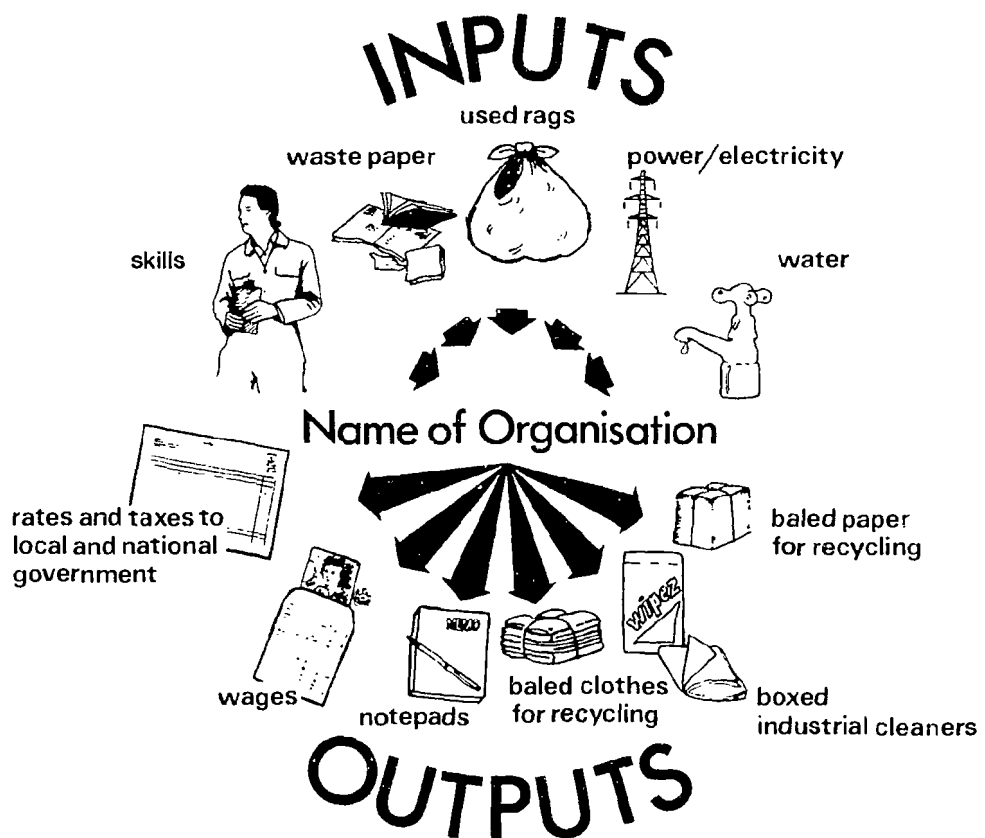 INPUTS
used rags
waste paper
power/electricity
skills
water
Name of Organisation
rates and taxes to
local and national
government
baled paper
for recycling
wipez
MEMO
wages
notepads
baled clothes
for recycling
boxed
industrial cleaners
OUTPUTS